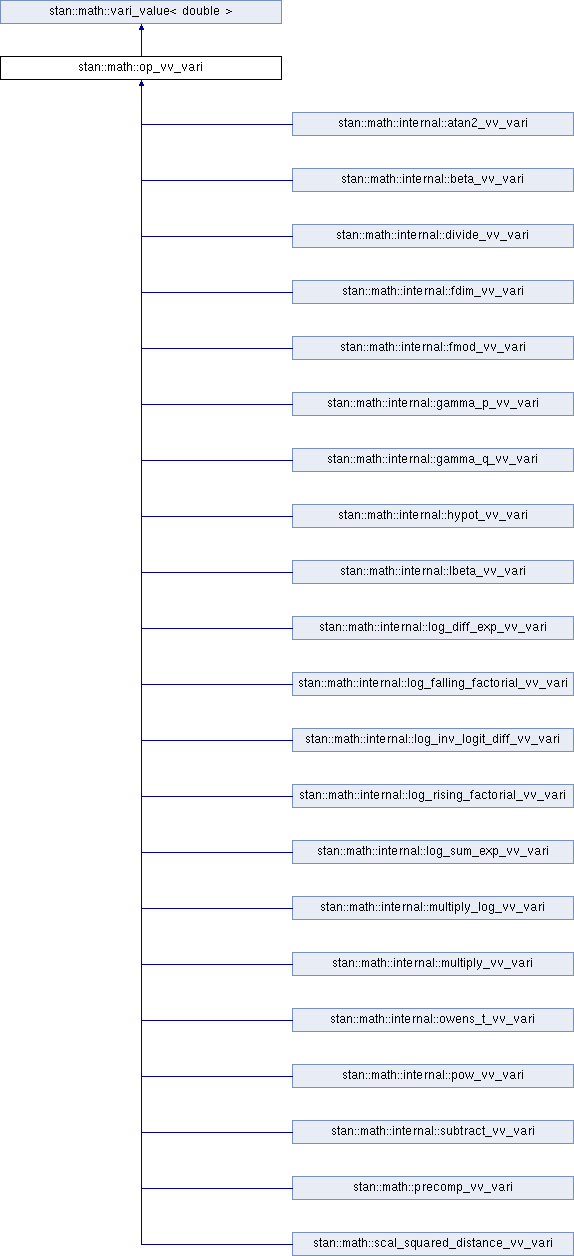 stan::math::vari_value< double >
stan::math::op_vv_vari
stan::math::internal::atan2_vv_vari
stan::math::internal::beta_vv_vari
stan::math::internal::divide_vv_vari
stan::math::internal::fdim_vv_vari
stan::math::internal::fmod_vv_vari
stan::math::internal::gamma_p_vv_vari
stan::math::internal::gamma_q_vv_vari
stan::math::internal::hypot_vv_vari
stan::math::internal::lbeta_vv_vari
stan::math::internal::log_diff_exp_vv_vari
stan::math::internal::log_falling_factorial_vv_vari
stan::math::internal::log_inv_logit_diff_vv_vari
stan::math::internal::log_rising_factorial_vv_vari
stan::math::internal::log_sum_exp_vv_vari
stan::math::internal::multiply_log_vv_vari
stan::math::internal::multiply_vv_vari
stan::math::internal::owens_t_vv_vari
stan::math::internal::pow_vv_vari
stan::math::internal::subtract_vv_vari
stan::math::precomp_vv_vari
stan::math::scal_squared_distance_vv_vari